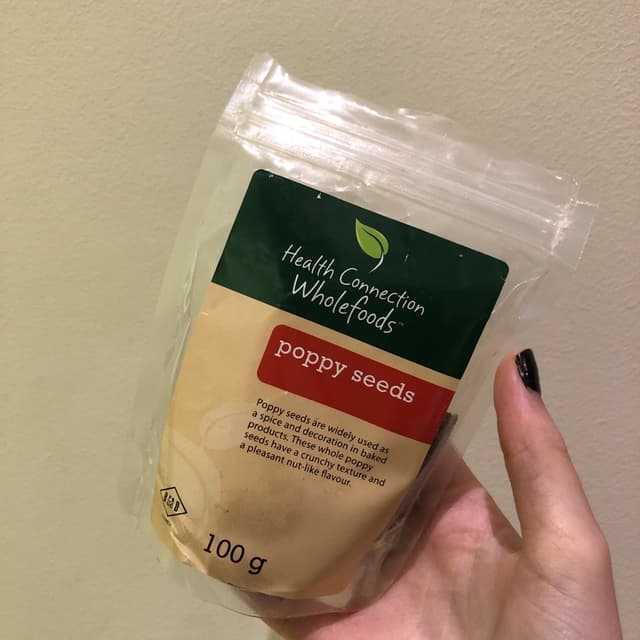 Health Connection
Wholefoods™
poppy seeds
Poppy seeds are widely used as
a spice and decoration in baked
products. These whole poppy
seeds have a crunchy texture and
a pleasant nut-like flavour.
100 g